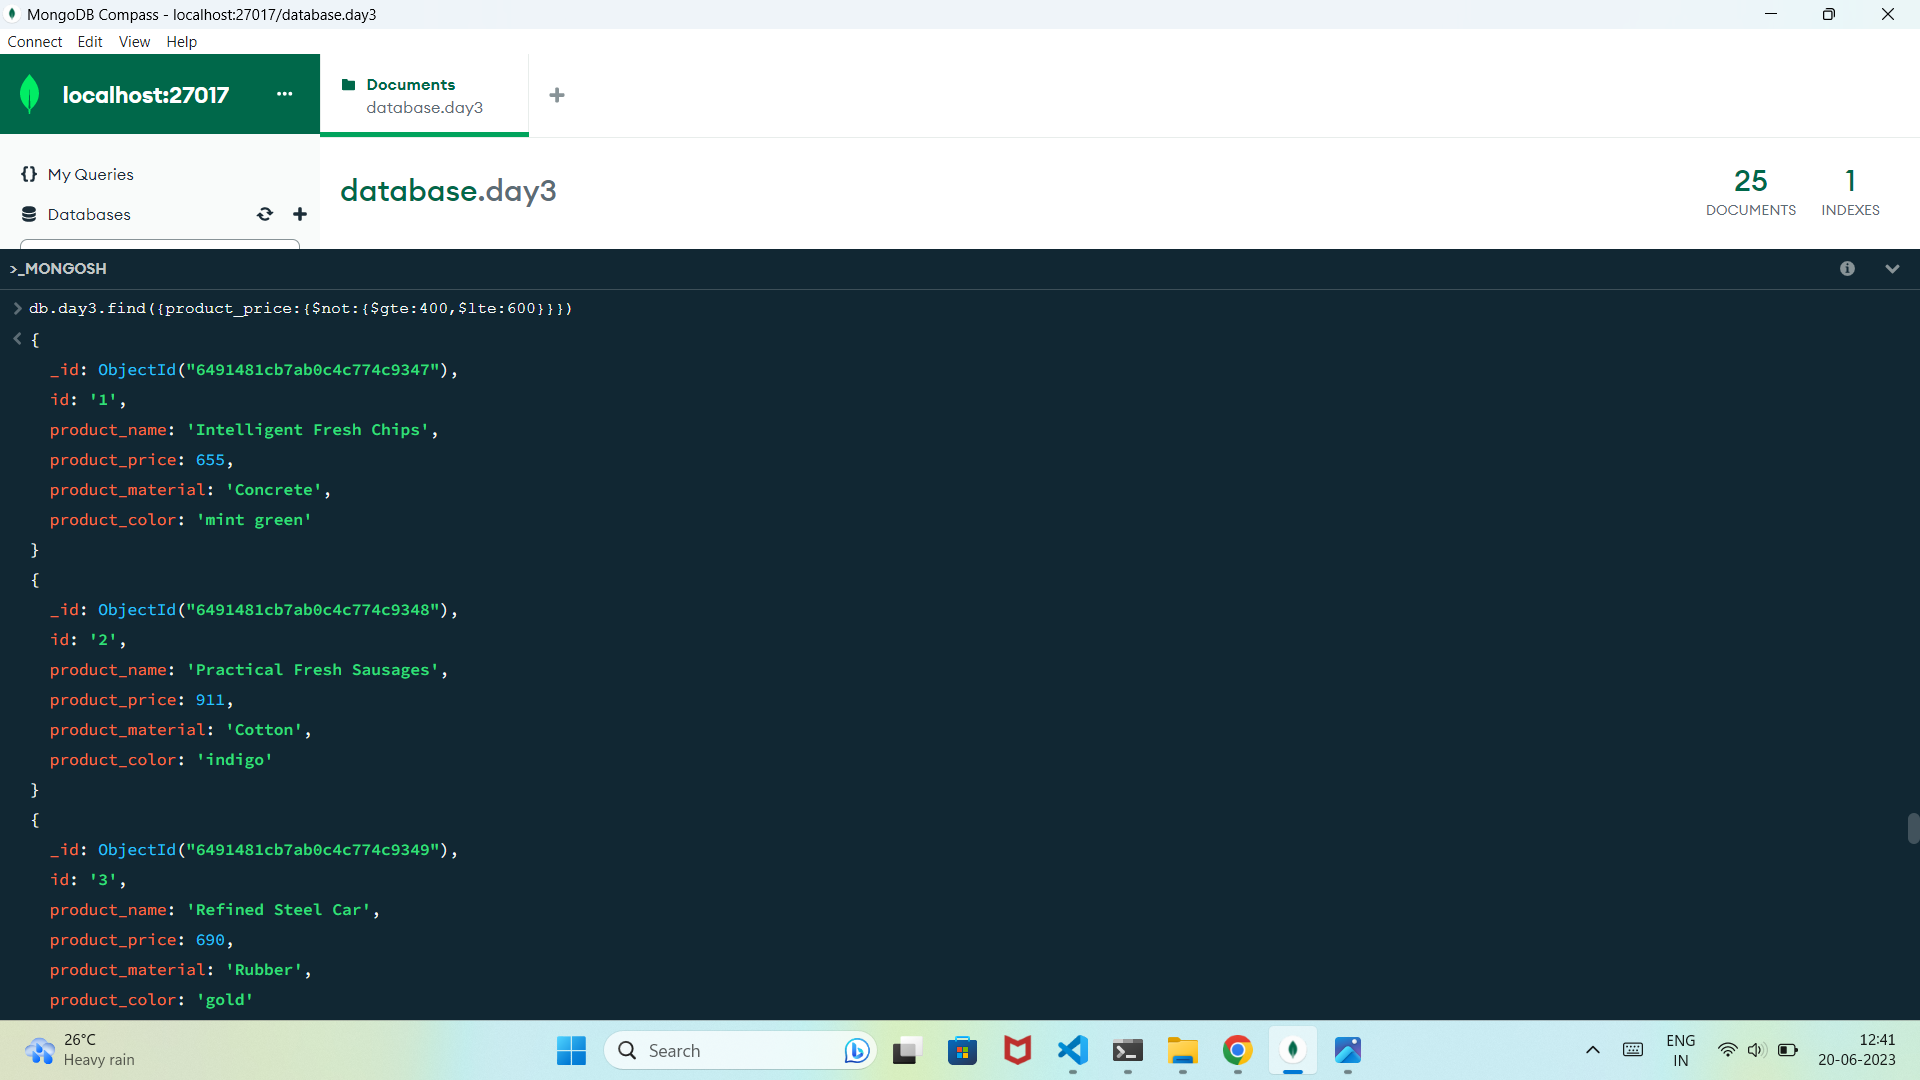 MongoDB Compass - localhost:27017/database.day3
Connect Edit View Help
localhost:27017 ...
Documents
database.day3
+
{} My Queries
Databases
database.day3
25
DOCUMENTS
1
INDEXES
>_MONGOSH
> db.day3.find({product_price:{$not:{$gte:400,$lte:600}}})
< {
_id: ObjectId("6491481cb7ab0c4c774c9347"),
id: '1',
product_name: 'Intelligent Fresh Chips',
product_price: 655,
product_material: 'Concrete',
product_color: 'mint green'
}
{
_id: ObjectId("6491481cb7ab0c4c774c9348"),
id: '2',
product_name: 'Practical Fresh Sausages',
product_price: 911,
product_material: 'Cotton',
product_color: 'indigo'
}
{
_id: ObjectId("6491481cb7ab0c4c774c9349"),
id: '3',
product_name: 'Refined Steel Car',
product_price: 690,
product_material: 'Rubber',
product_color: 'gold'
26°C
Heavy rain
Search
ENG
IN
12:41
20-06-2023